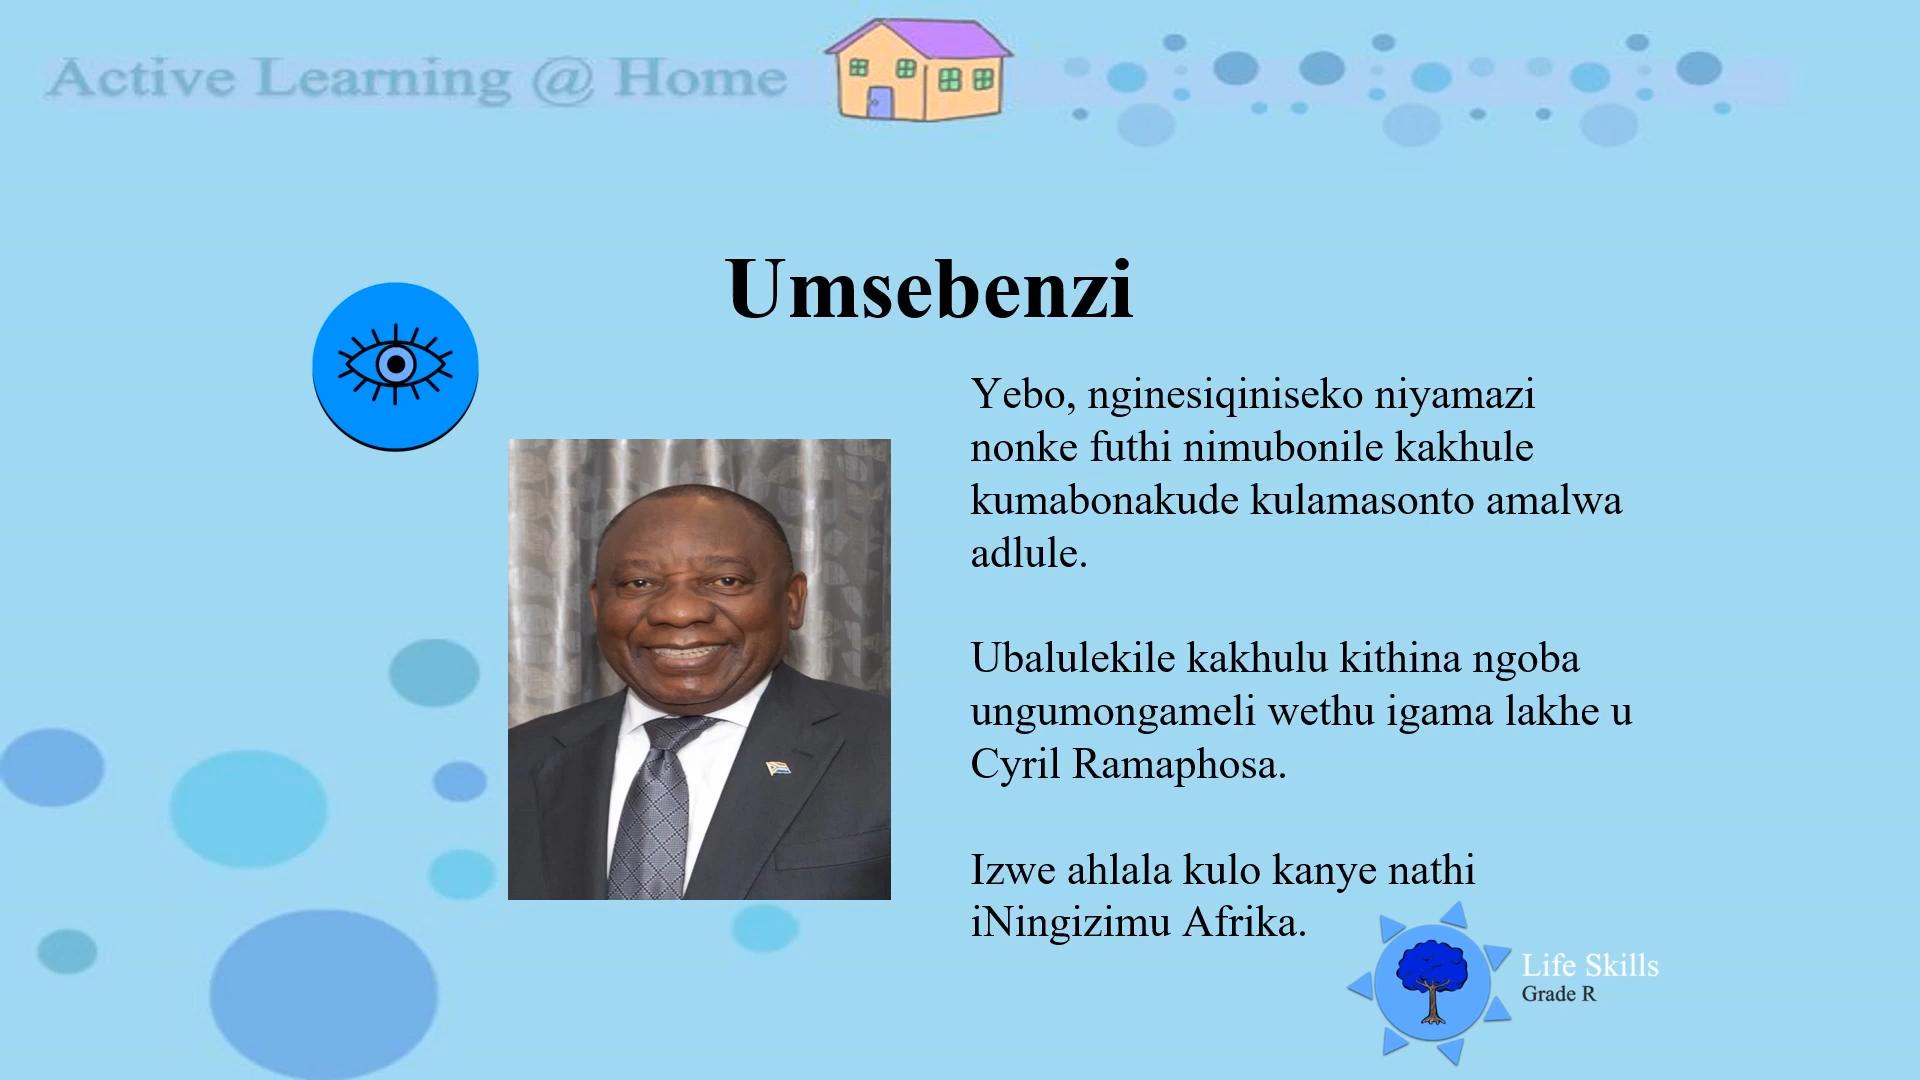 Active Learning @ Home
Umsebenzi
Yebo, nginesiqiniseko niyamazi
nonke futhi nimubonile kakhule
kumabonakude kulamasonto amalwa
adlule.
Ubalulekile kakhulu kithina ngoba
ungumongameli wethu igama lakhe u
Cyril Ramaphosa.
Izwe ahlala kulo kanye nathi
iNingizimu Afrika.
Life Skills
Grade R